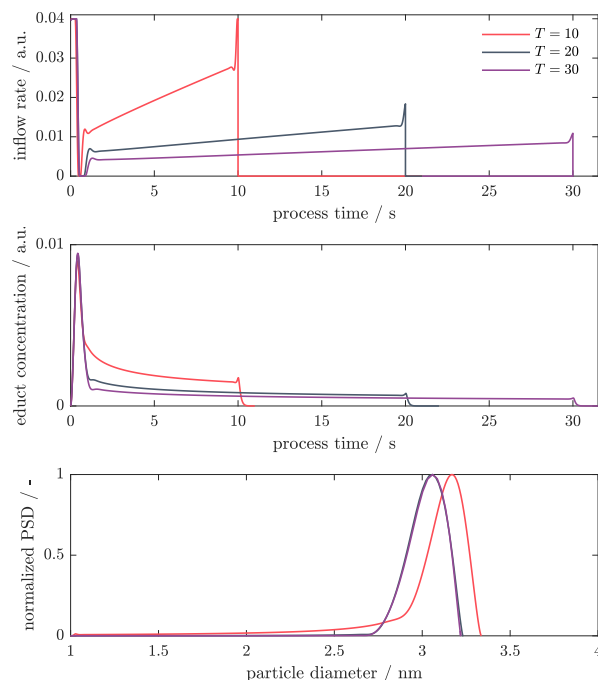 inflow rate / a.u.
0.04
0.03
0.02
0.01
0
T = 10
T = 20
T = 30
0 5 10 15 20 25 30
process time / s
educt concentration / a.u.
0.01
0
0 5 10 15 20 25 30
process time / s
normalized PSD / -
1
0.5
0
1 1.5 2 2.5 3 3.5 4
particle diameter / nm